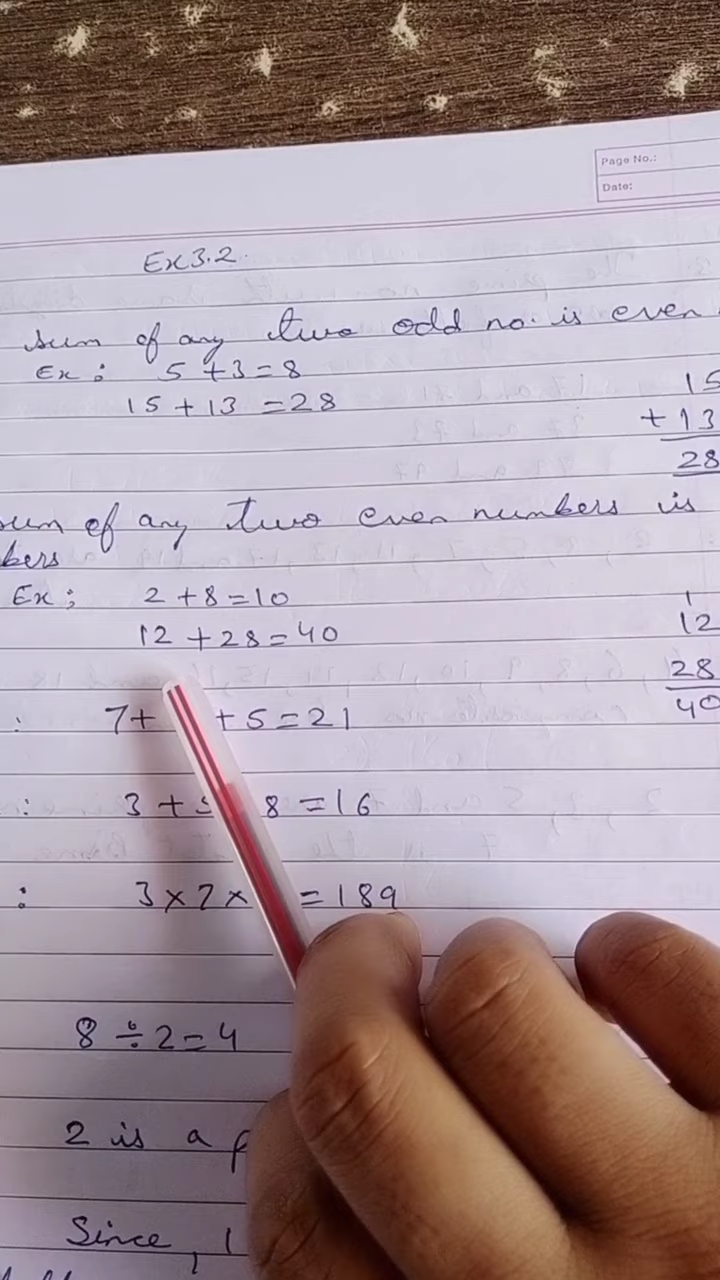 Page No.:
Date:
Ex 3.2.
sum of any two odd no. is even
Ex: 5 + 3 = 8
15 + 13 = 28
15
+ 13
28
sum of any two even numbers is
bers
Ex; 2 + 8 = 10
12 + 28 = 40
1
12
28
40
: 7 + + 5 = 21
: 3 + 8 = 16
: 3 × 7 × = 189
8 ÷ 2 = 4
2 is a p
Since, 1